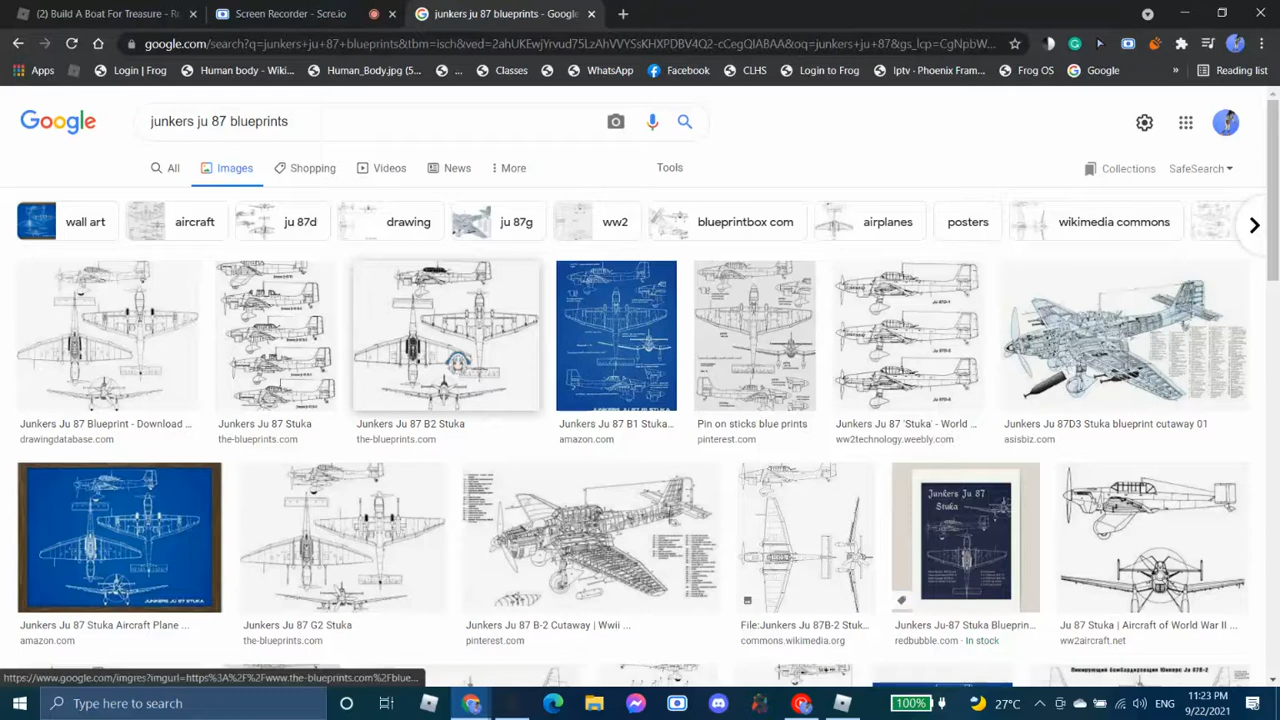 (2) Build A Boat For Treasure - Ro
Screen Recorder - Scre.io
junkers ju 87 blueprints - Google
google.com/search?q=junkers+ju+87+blueprints&tbm=isch&ved=2ahUKEwjYrvud75LzAhVVYSsKHXPDBV4Q2-cCegQIABAA&oq=junkers+ju+87&gs_lcp=CgNpbW...
Apps
Login | Frog
Human body - Wiki...
Human_Body.jpg (5...
...
Classes
WhatsApp
Facebook
CLHS
Login to Frog
Iptv - Phoenix Fram...
...
Frog OS
Google
»
Reading list
Google
junkers ju 87 blueprints
All
Images
Shopping
Videos
News
More
Tools
Collections
SafeSearch
wall art
aircraft
ju 87d
drawing
ju 87g
ww2
blueprintbox com
airplanes
posters
wikimedia commons
Junkers Ju 87 Blueprint - Download ...
drawingdatabase.com
Junkers Ju 87 Stuka
the-blueprints.com
Junkers Ju 87 B2 Stuka
the-blueprints.com
Junkers Ju 87 B1 Stuka...
amazon.com
Pin on sticks blue prints
pinterest.com
Junkers Ju 87 'Stuka' - World ...
ww2technology.weebly.com
Junkers Ju 87D3 Stuka blueprint cutaway 01
asisbiz.com
JUNKERS JU 87 STUKA
Junkers Ju 87
Stuka
Junkers Ju 87 Stuka Aircraft Plane ...
amazon.com
Junkers Ju 87 G2 Stuka
the-blueprints.com
Junkers Ju 87 B-2 Cutaway | Wwii ...
pinterest.com
File:Junkers Ju 87B-2 Stuk...
commons.wikimedia.org
Junkers Ju-87 Stuka Blueprin...
redbubble.com · In stock
Ju 87 Stuka | Aircraft of World War II ...
ww2aircraft.net
https://www.google.com/imgres?imgurl=https%3A%2F%2Fwww.the-blueprints.com%2Fblue...
Type here to search
100%
27°C
ENG
11:23 PM
9/22/2021